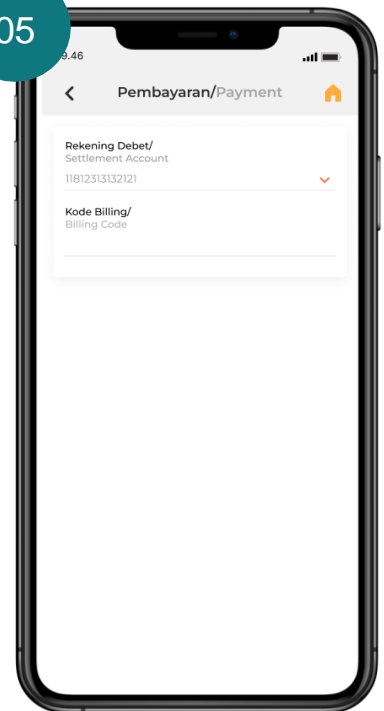 05
9.46
Pembayaran/Payment
Rekening Debet/
Settlement Account
11812313132121
Kode Billing/
Billing Code